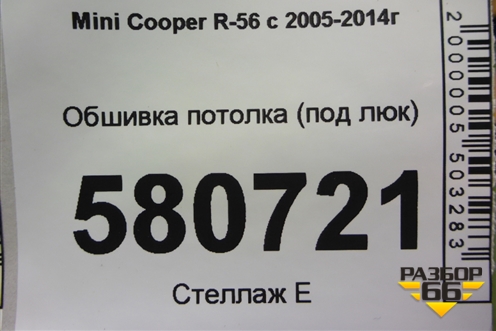 Mini Cooper R-56 с 2005-2014г
Обшивка потолка (под люк)
580721
Стеллаж Е
2000005503283
РАЗБОР
66